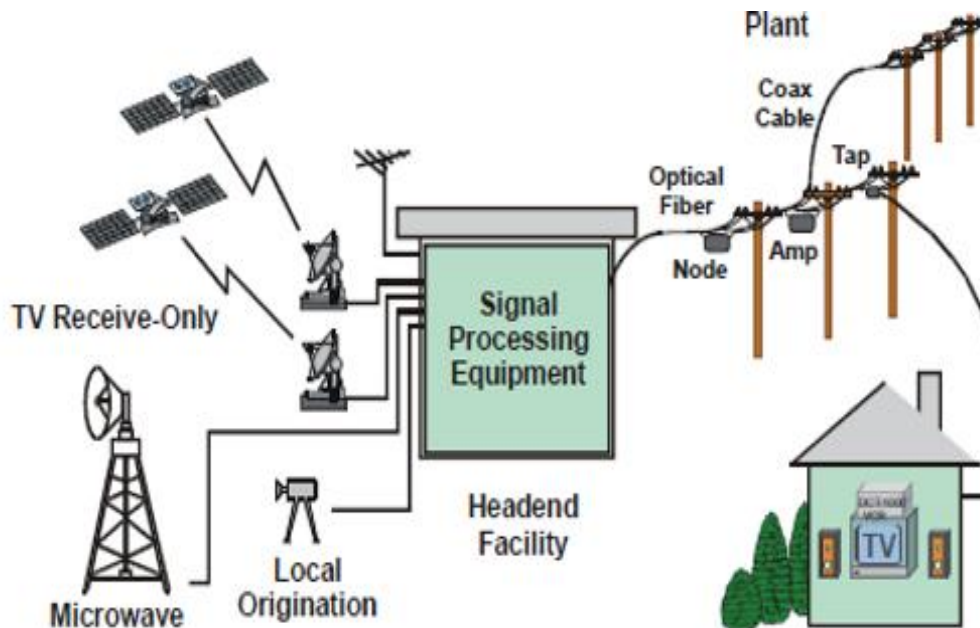 Plant
Coax
Cable
Tap
Optical
Fiber
Node
Amp
TV Receive-Only
Signal
Processing
Equipment
Headend
Facility
Local
Origination
Microwave
TV